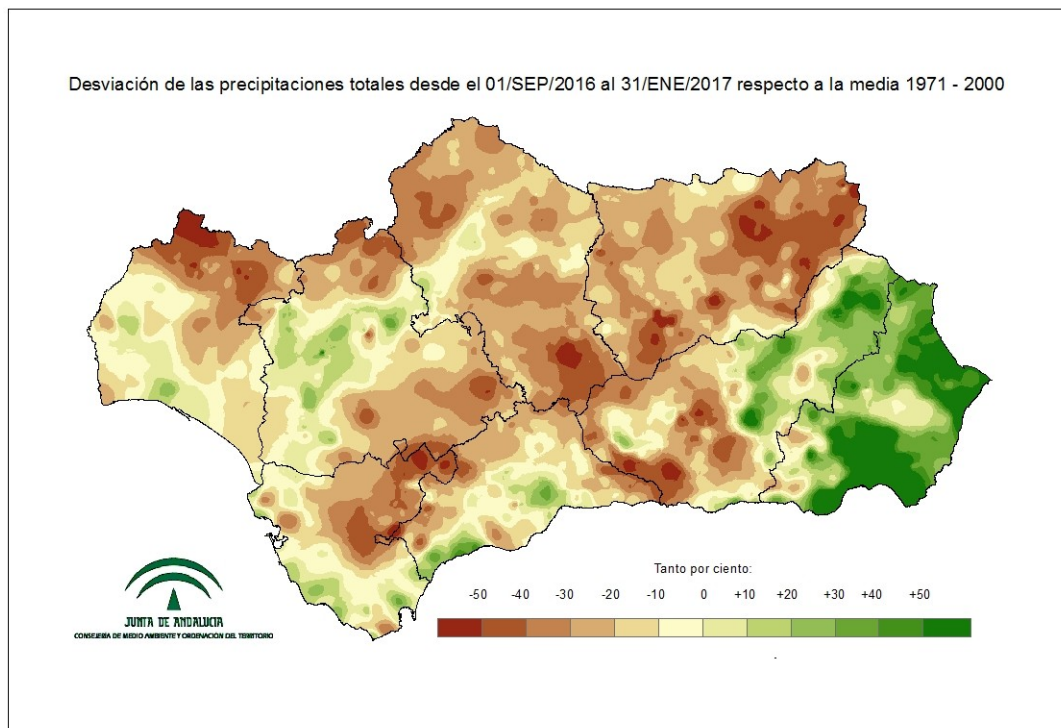 Desviación de las precipitaciones totales desde el 01/SEP/2016 al 31/ENE/2017 respecto a la media 1971 - 2000
JUNTA DE ANDALUCIA
CONSEJERÍA DE MEDIO AMBIENTE Y ORDENACIÓN DEL TERRITORIO
Tanto por ciento:
-50 -40 -30 -20 -10 0 +10 +20 +30 +40 +50